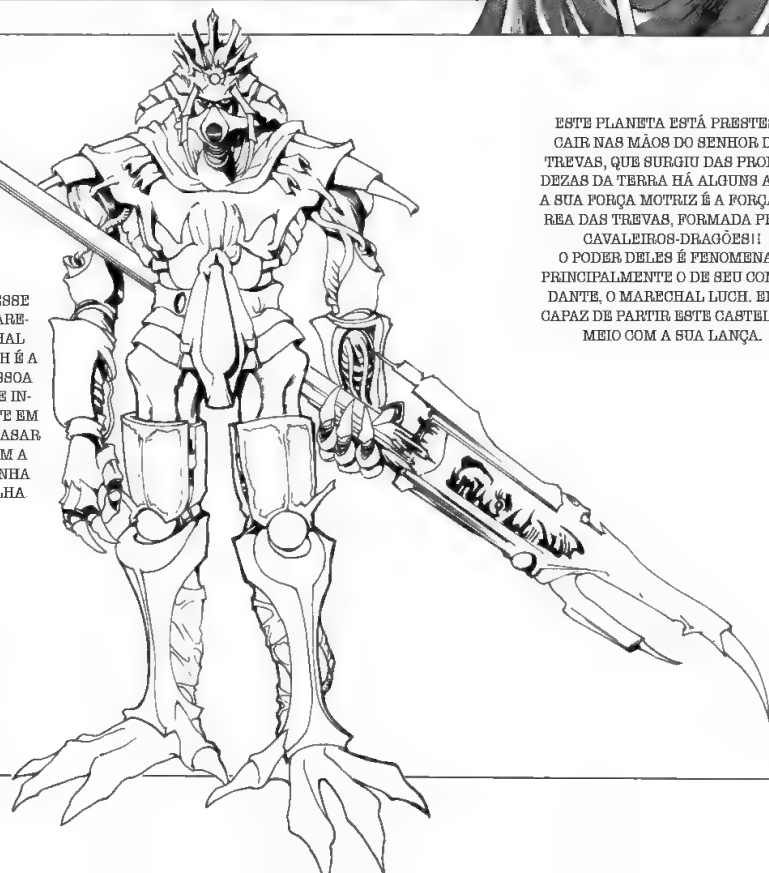 ESTE PLANETA ESTÁ PRESTES
CAIR NAS MÃOS DO SENHOR D
TREVAS, QUE SURGIU DAS PROF
DEZAS DA TERRA HÁ ALGUNS A
A SUA FORÇA MOTRIZ É A FORÇA
REA DAS TREVAS, FORMADA PE
CAVALEIROS-DRAGÕES!!
O PODER DELES É FENOMENA
PRINCIPALMENTE O DE SEU COM
DANTE, O MARECHAL LUCH. EL
CAPAZ DE PARTIR ESTE CASTEL
MEIO COM A SUA LANÇA.
ESSE
ARE-
HAL
H É A
SSOA
E IN-
TE EM
ASAR
M A
NHA
LHA.